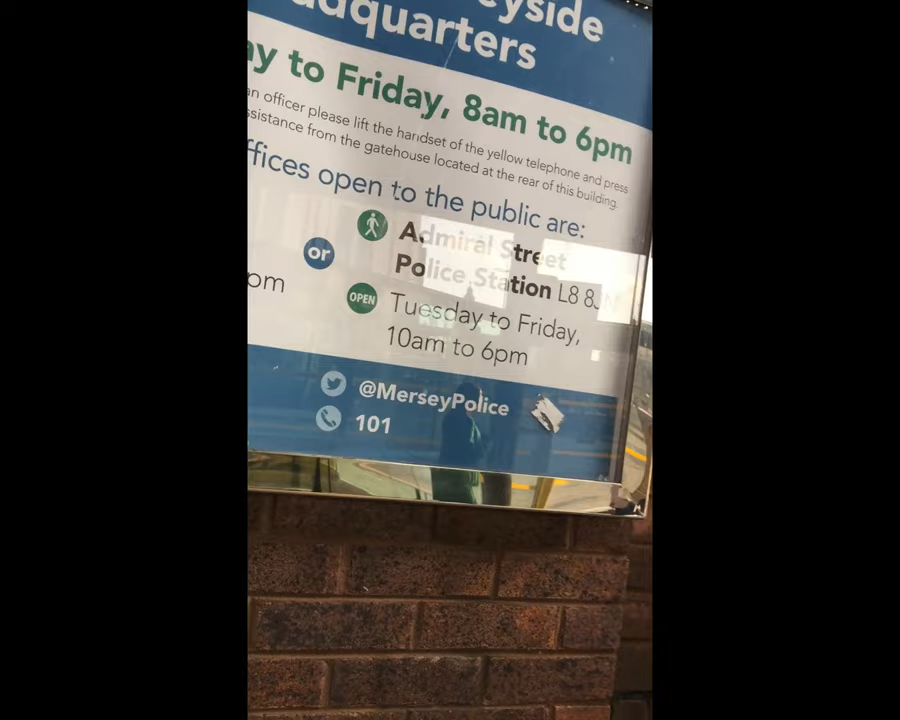 eyside
adquarters
ay to Friday, 8am to 6pm
an officer please lift the handset of the yellow telephone and press
ssistance from the gatehouse located at the rear of this building.
ffices open to the public are:
or
Admiral Street
Police Station L8 8
pm
OPEN
Tuesday to Friday,
10am to 6pm
@MerseyPolice
101